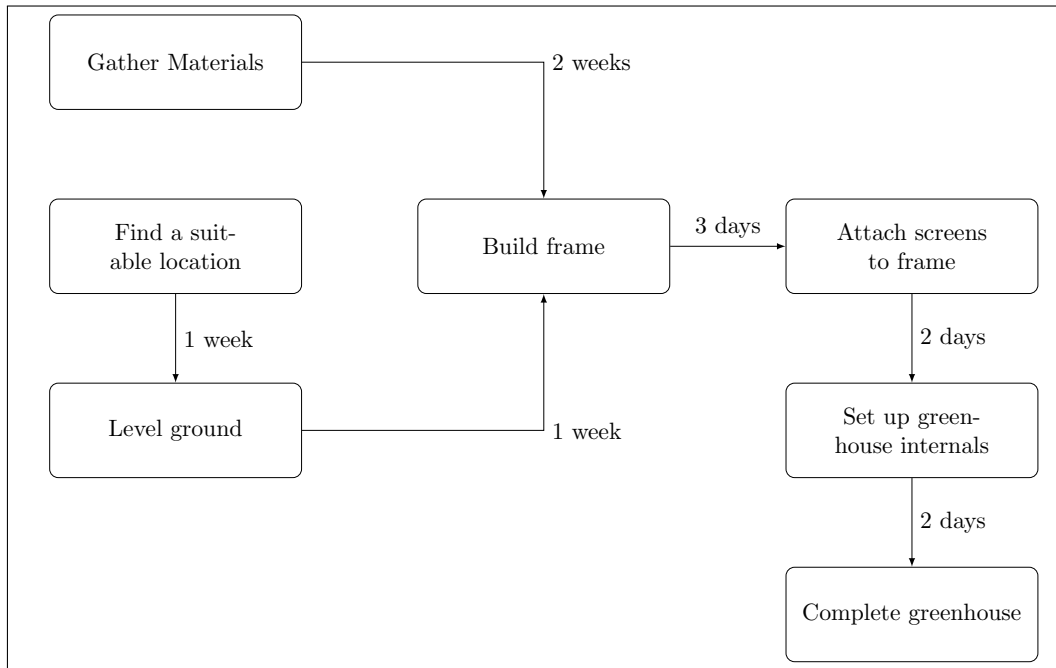 Gather Materials
2 weeks
Find a suit-
able location
Build frame
3 days
Attach screens
to frame
1 week
2 days
Level ground
1 week
Set up green-
house internals
2 days
Complete greenhouse